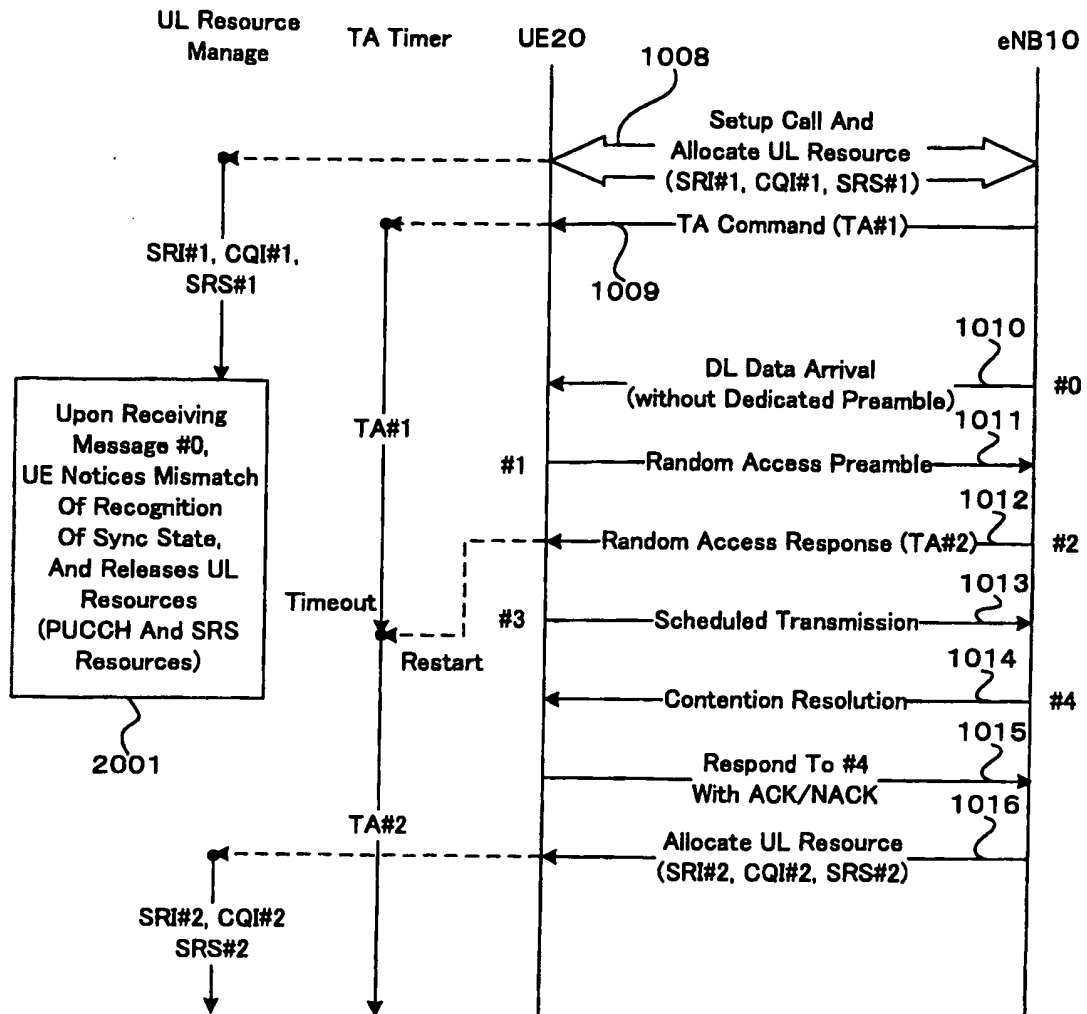 UL Resource
Manage
TA Timer
UE20
eNB10
1008
Setup Call And
Allocate UL Resource
(SRI#1, CQI#1, SRS#1)
TA Command (TA#1)
SRI#1, CQI#1,
SRS#1
1009
1010
DL Data Arrival
(without Dedicated Preamble)
#0
Upon Receiving
Message #0,
UE Notices Mismatch
Of Recognition
Of Sync State,
And Releases UL
Resources
(PUCCH And SRS
Resources)
2001
TA#1
1011
#1
Random Access Preamble
1012
Random Access Response (TA#2)
#2
1013
Timeout
#3
Scheduled Transmission
Restart
1014
Contention Resolution
#4
1015
Respond To #4
With ACK/NACK
TA#2
1016
Allocate UL Resource
(SRI#2, CQI#2, SRS#2)
SRI#2, CQI#2
SRS#2